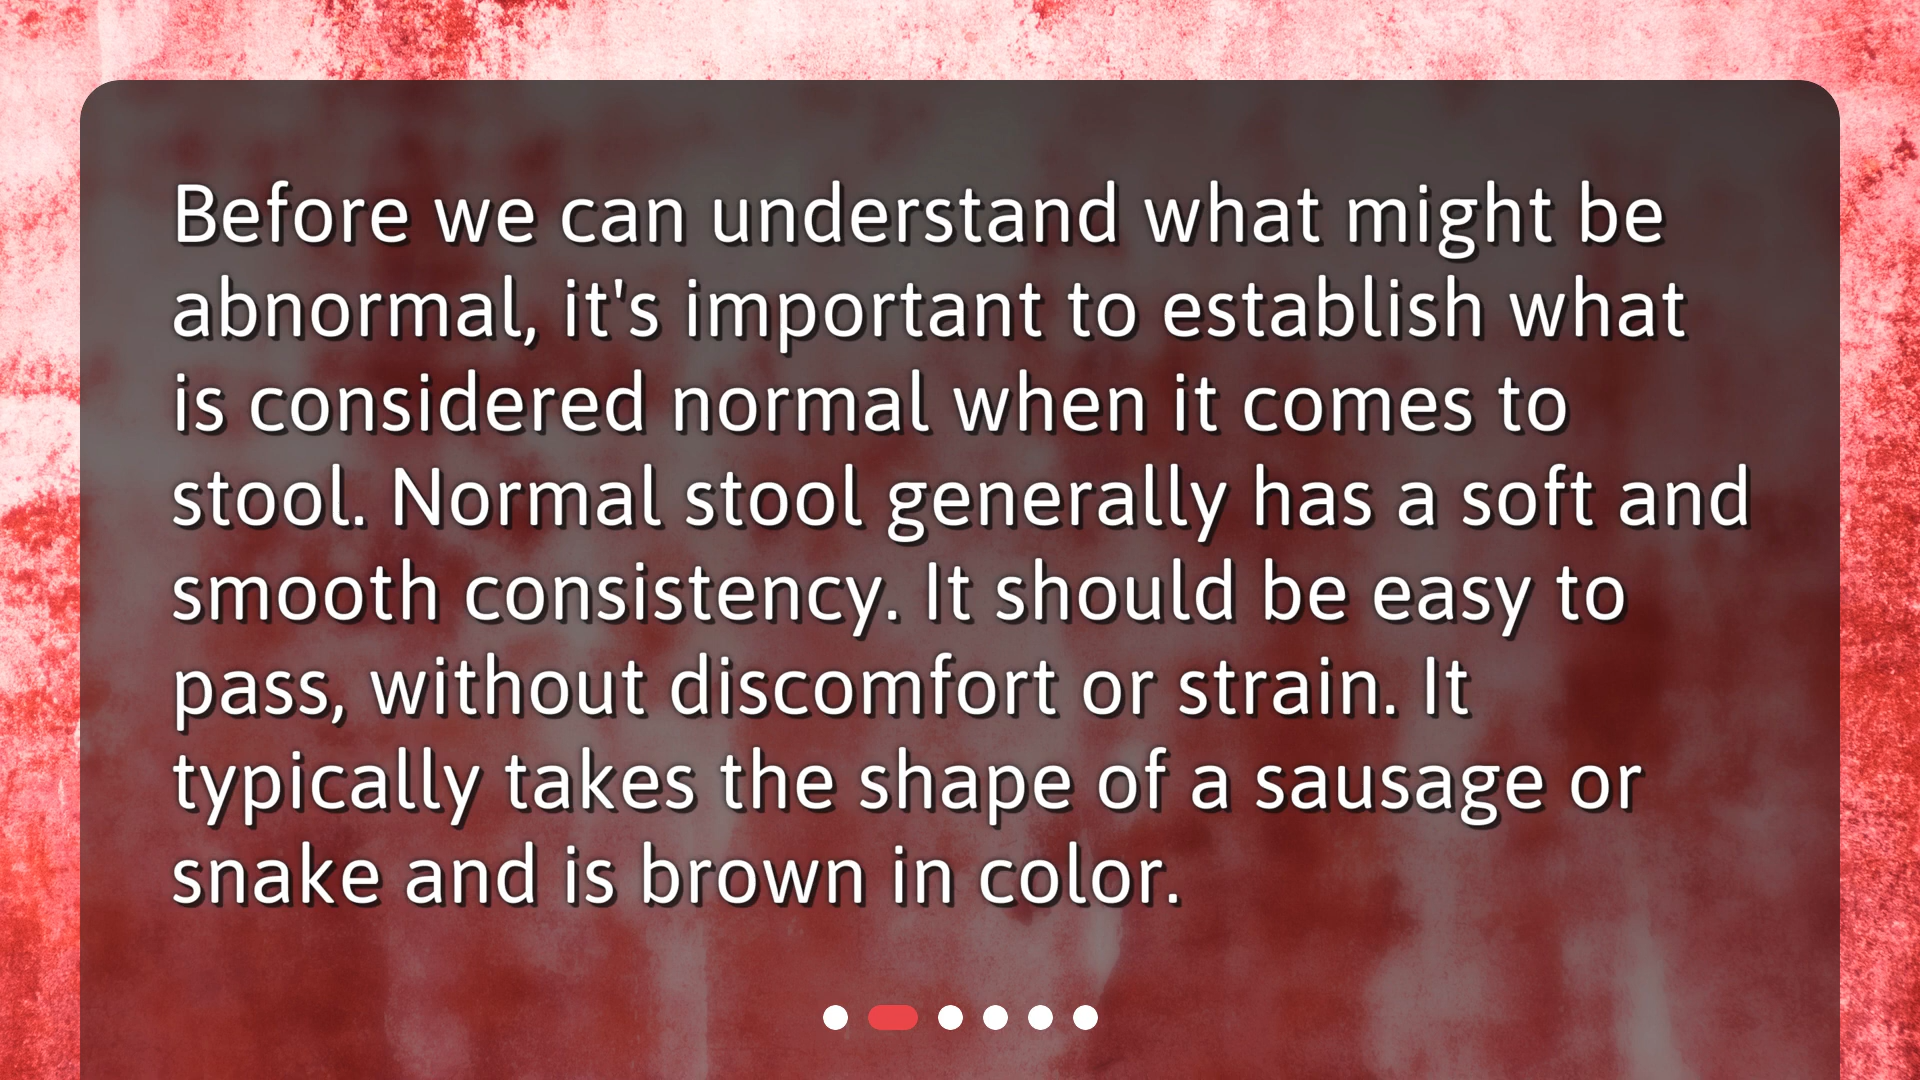 Before we can understand what might be
abnormal, it's important to establish what
is considered normal when it comes to
stool. Normal stool generally has a soft and
smooth consistency. It should be easy to
pass, without discomfort or strain. It
typically takes the shape of a sausage or
snake and is brown in color.